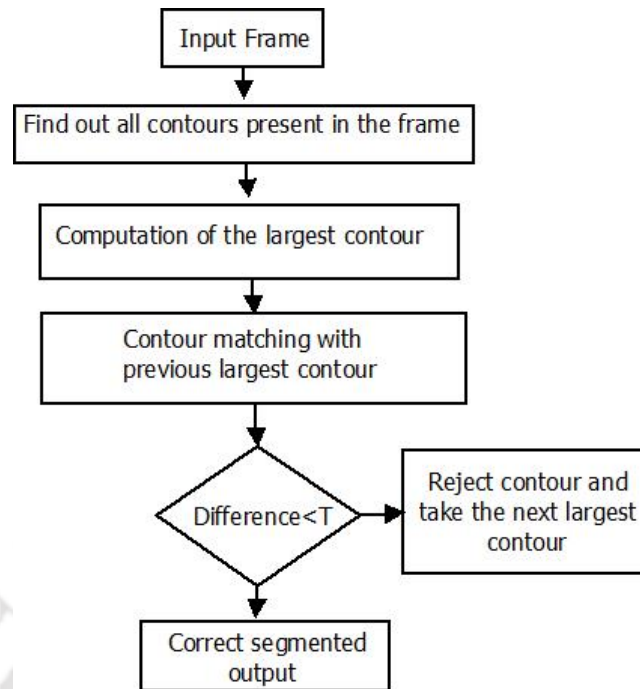 Input Frame
Find out all contours present in the frame
Computation of the largest contour
Contour matching with
previous largest contour
Difference<T
Reject contour and
take the next largest
contour
Correct segmented
output